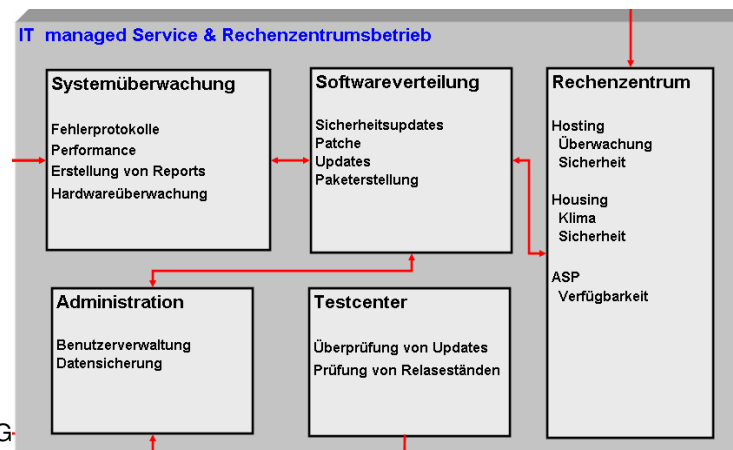 IT managed Service & Rechenzentrumsbetrieb
Systemüberwachung
Fehlerprotokolle
Performance
Erstellung von Reports
Hardwareüberwachung
Softwareverteilung
Sicherheitsupdates
Patche
Updates
Paketerstellung
Rechenzentrum
Hosting
Überwachung
Sicherheit
Housing
Klima
Sicherheit
ASP
Verfügbarkeit
Administration
Benutzerverwaltung
Datensicherung
Testcenter
Überprüfung von Updates
Prüfung von Relaseständen
G